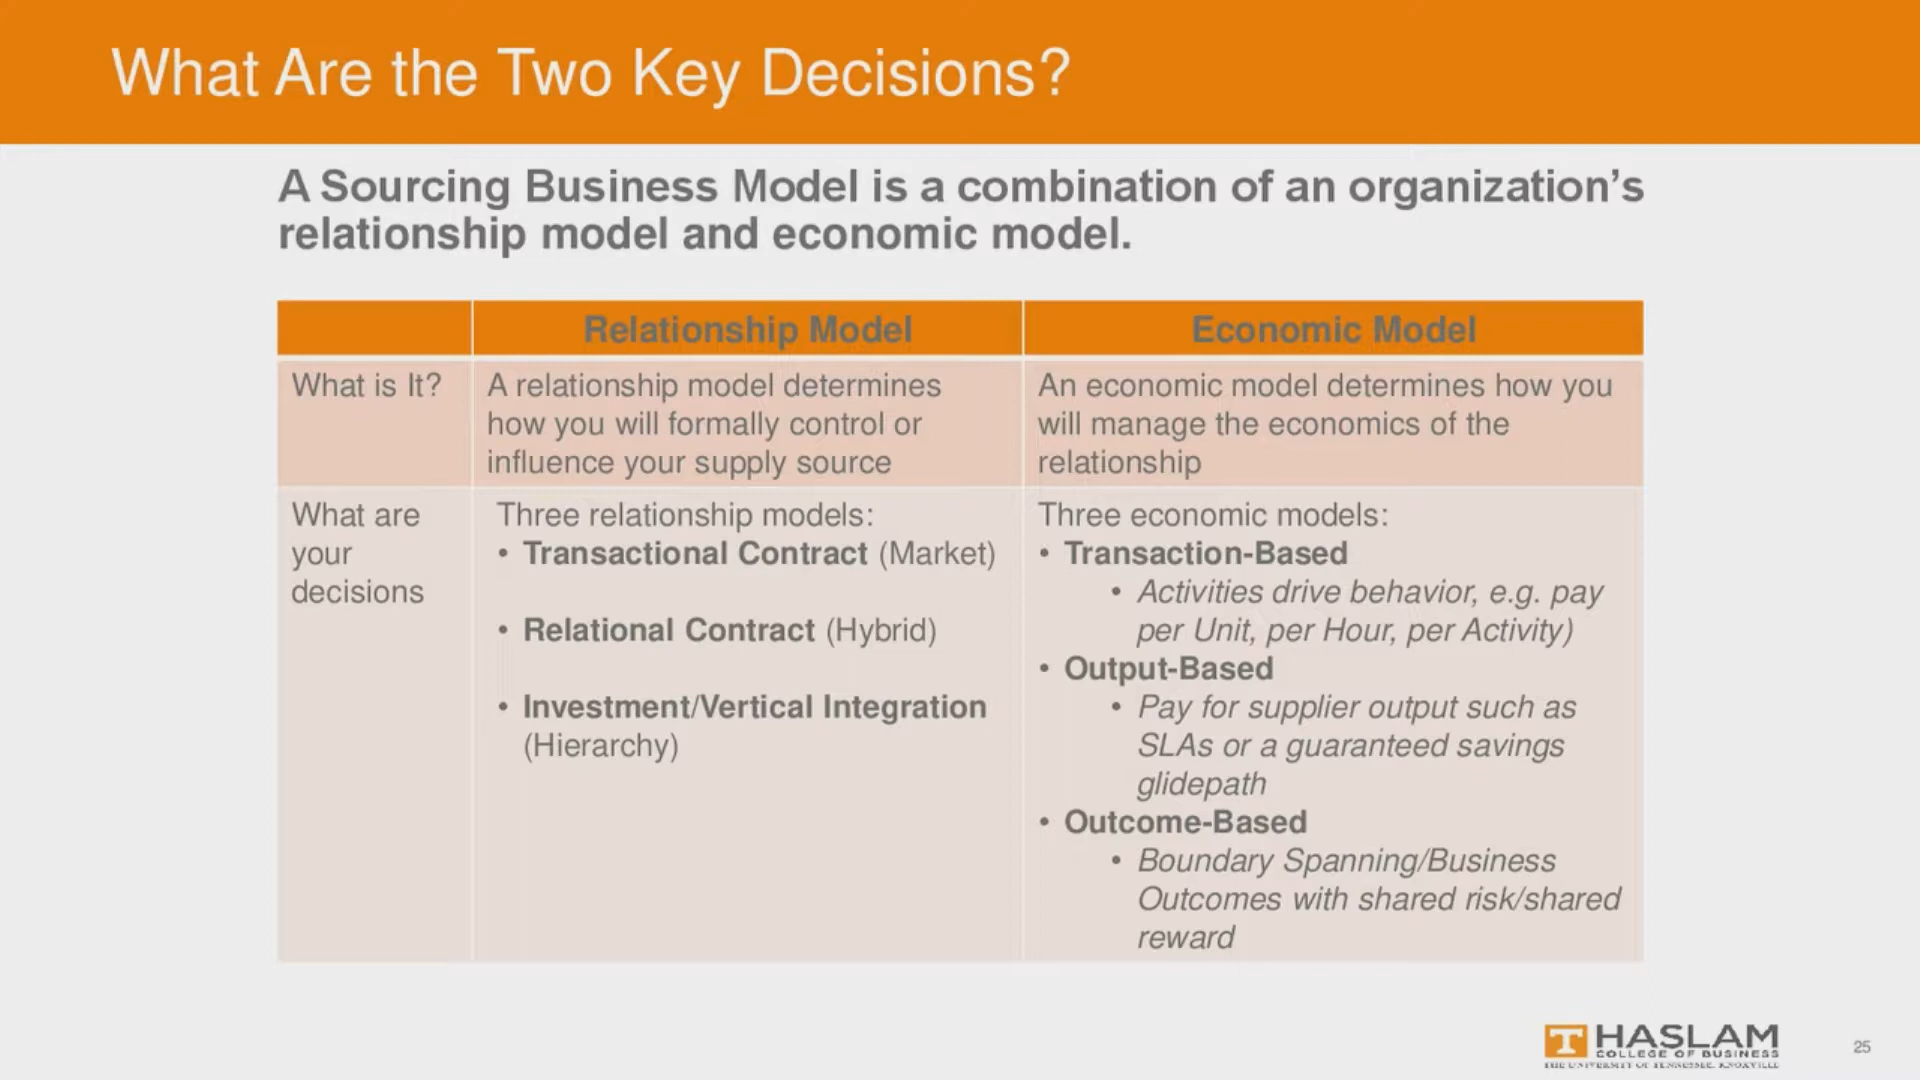 What Are the Two Key Decisions?
A Sourcing Business Model is a combination of an organization's
relationship model and economic model.
Relationship Model
Economic Model
What is It?
A relationship model determines
how you will formally control or
influence your supply source
An economic model determines how you
will manage the economics of the
relationship
What are
your
decisions
Three relationship models:
• Transactional Contract (Market)
• Relational Contract (Hybrid)
• Investment/Vertical Integration
(Hierarchy)
Three economic models:
• Transaction-Based
• Activities drive behavior, e.g. pay
per Unit, per Hour, per Activity)
• Output-Based
• Pay for supplier output such as
SLAs or a guaranteed savings
glidepath
• Outcome-Based
• Boundary Spanning/Business
Outcomes with shared risk/shared
reward
T HASLAM
COLLEGE OF BUSINESS
THE UNIVERSITY OF TENNESSEE, KNOXVILLE
25